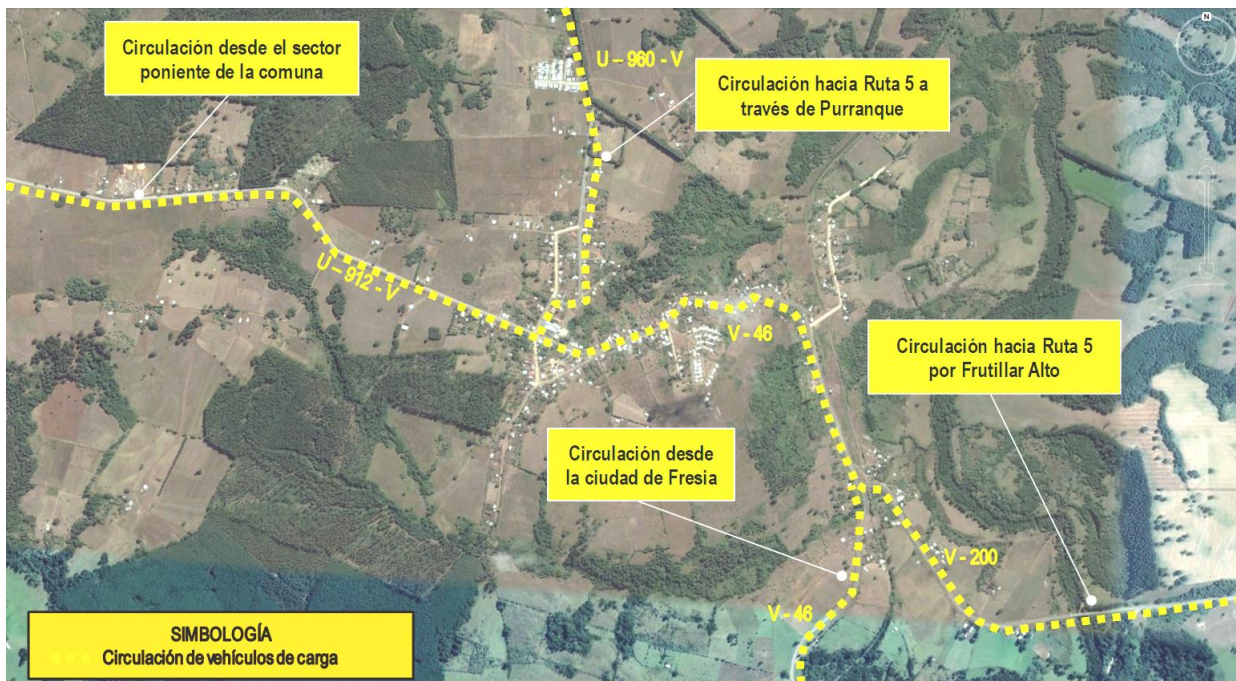 N
Circulación desde el sector
poniente de la comuna
U – 960 - V
Circulación hacia Ruta 5 a
través de Purranque
U – 912 - V
V - 46
Circulación hacia Ruta 5
por Frutillar Alto
Circulación desde
la ciudad de Fresia
V - 200
V - 46
SIMBOLOGÍA
Circulación de vehículos de carga